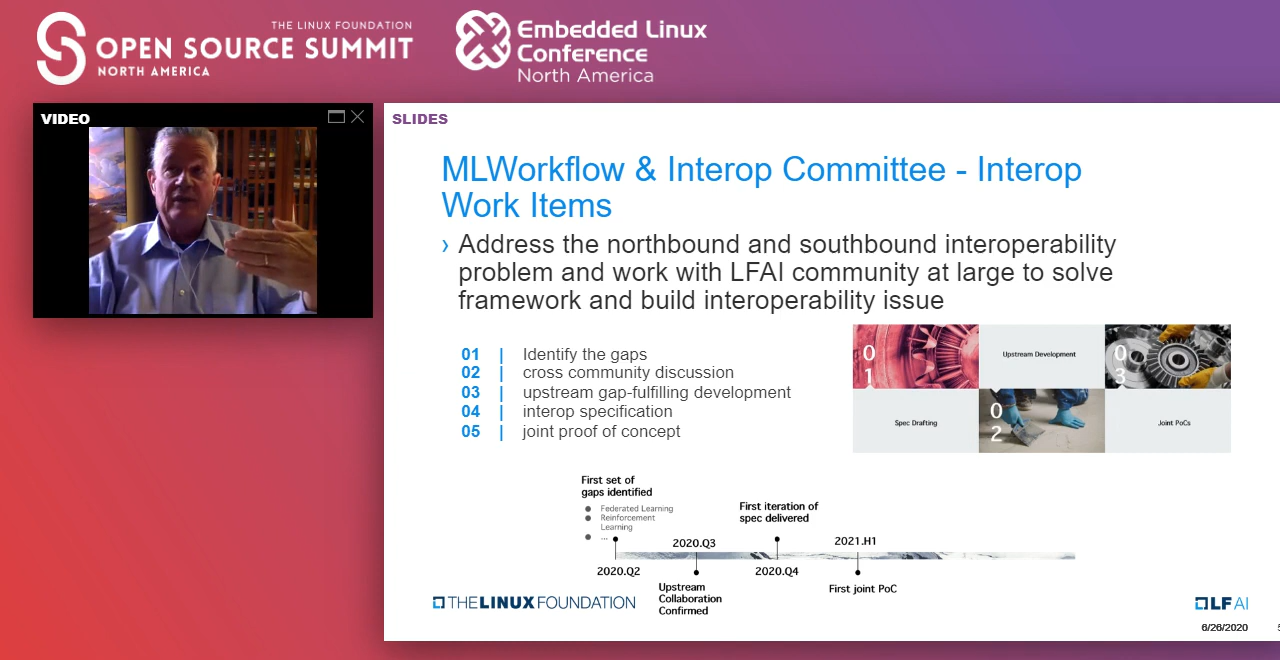 THE LINUX FOUNDATION
OPEN SOURCE SUMMIT
NORTH AMERICA
Embedded Linux
Conference
North America
VIDEO
SLIDES
MLWorkflow & Interop Committee - Interop
Work Items
› Address the northbound and southbound interoperability
problem and work with LFAI community at large to solve
framework and build interoperability issue
01 | Identify the gaps
02 | cross community discussion
03 | upstream gap-fulfilling development
04 | interop specification
05 | joint proof of concept
01
Upstream Development
03
Spec Drafting
02
Joint PoCs
First set of
gaps identified
● Federated Learning
● Reinforcement
Learning
● ...
First iteration of
spec delivered
2020.Q3
2021.H1
2020.Q2
2020.Q4
Upstream
Collaboration
Confirmed
First joint PoC
THE LINUX FOUNDATION
LF AI
6/26/2020